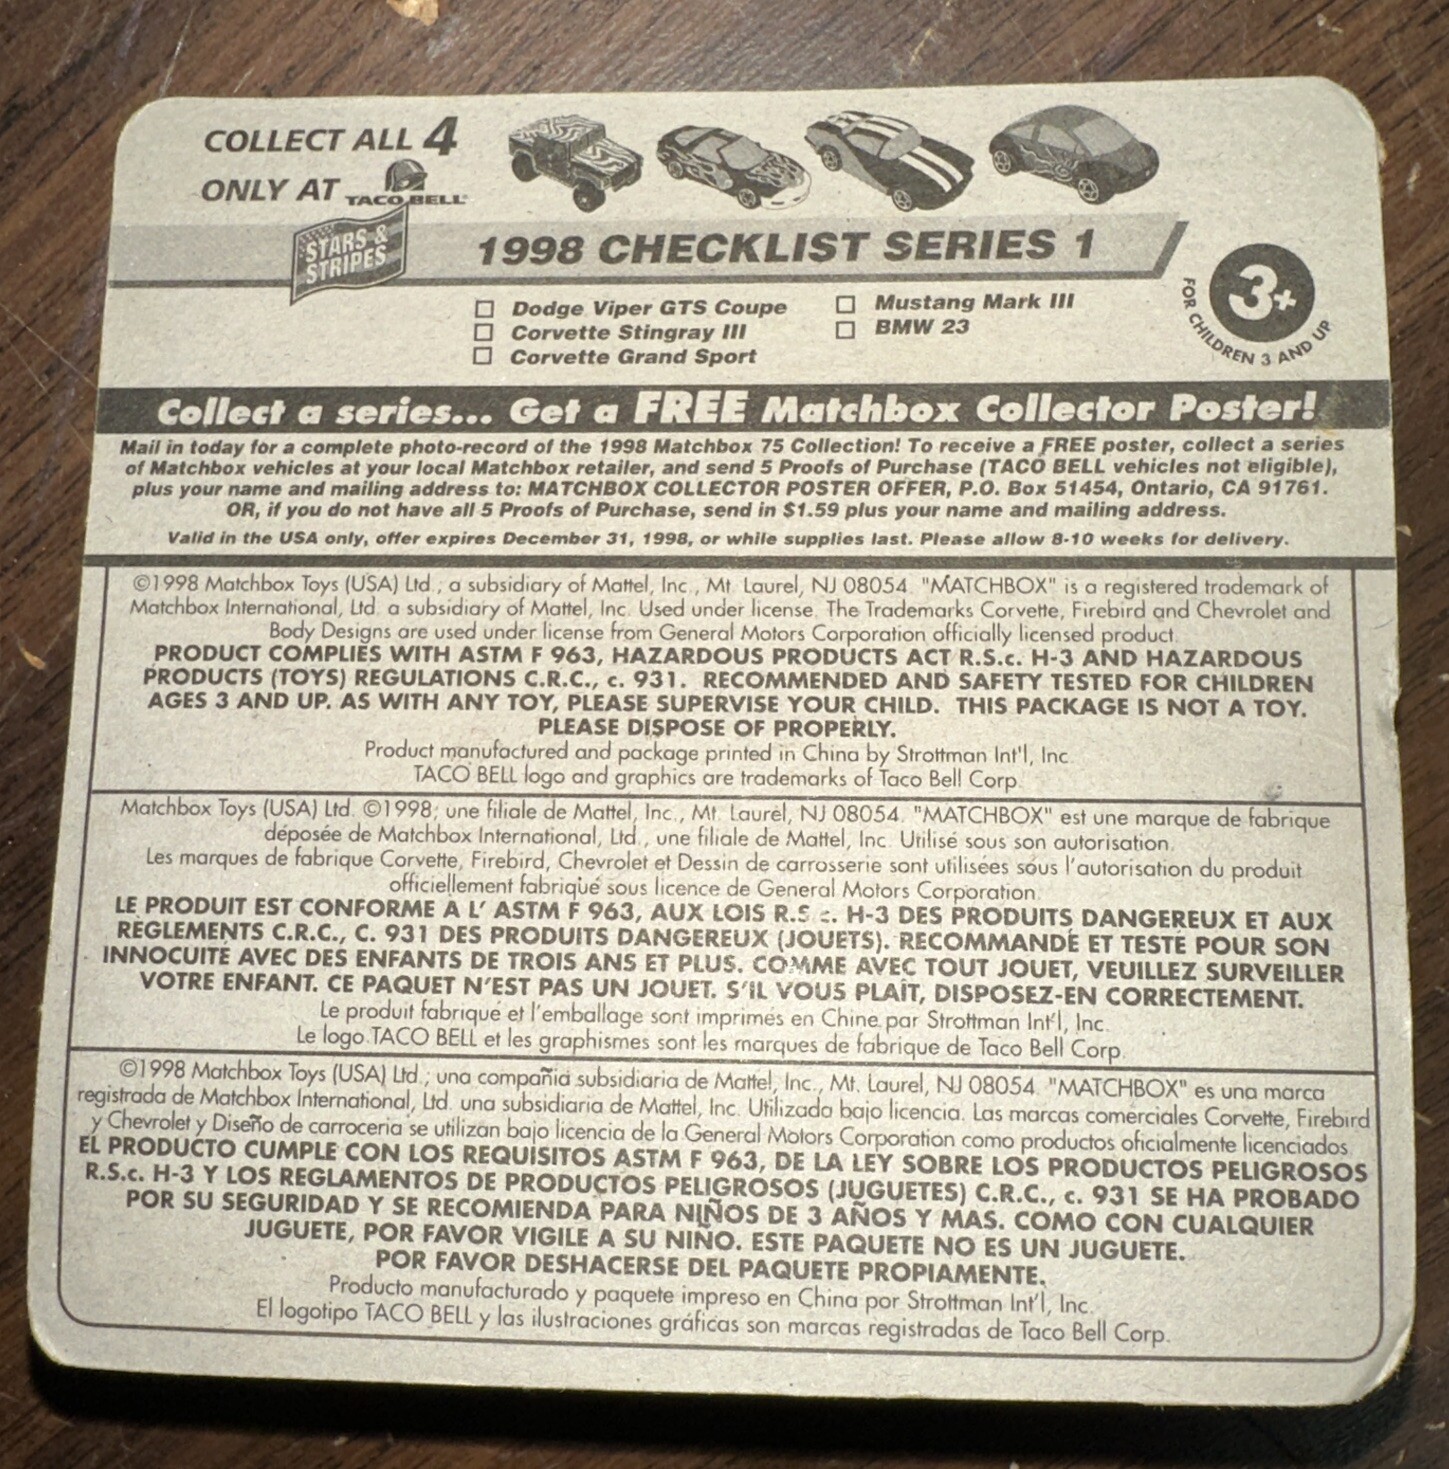 COLLECT ALL 4
ONLY AT TACO BELL
STARS &
STRIPES
1998 CHECKLIST SERIES 1
Dodge Viper GTS Coupe
Corvette Stingray III
Corvette Grand Sport
Mustang Mark III
BMW 23
3+
FOR CHILDREN 3 AND UP
Collect a series... Get a FREE Matchbox Collector Poster!
Mail in today for a complete photo-record of the 1998 Matchbox 75 Collection! To receive a FREE poster, collect a series
of Matchbox vehicles at your local Matchbox retailer, and send 5 Proofs of Purchase (TACO BELL vehicles not eligible),
plus your name and mailing address to: MATCHBOX COLLECTOR POSTER OFFER, P.O. Box 51454, Ontario, CA 91761.
OR, if you do not have all 5 Proofs of Purchase, send in $1.59 plus your name and mailing address.
Valid in the USA only, offer expires December 31, 1998, or while supplies last. Please allow 8-10 weeks for delivery.
©1998 Matchbox Toys (USA) Ltd., a subsidiary of Mattel, Inc., Mt. Laurel, NJ 08054. "MATCHBOX" is a registered trademark of
Matchbox International, Ltd. a subsidiary of Mattel, Inc. Used under license. The Trademarks Corvette, Firebird and Chevrolet and
Body Designs are used under license from General Motors Corporation officially licensed product.
PRODUCT COMPLIES WITH ASTM F 963, HAZARDOUS PRODUCTS ACT R.S.c. H-3 AND HAZARDOUS
PRODUCTS (TOYS) REGULATIONS C.R.C., c. 931. RECOMMENDED AND SAFETY TESTED FOR CHILDREN
AGES 3 AND UP. AS WITH ANY TOY, PLEASE SUPERVISE YOUR CHILD. THIS PACKAGE IS NOT A TOY.
PLEASE DISPOSE OF PROPERLY.
Product manufactured and package printed in China by Strottman Int'l, Inc.
TACO BELL logo and graphics are trademarks of Taco Bell Corp.
Matchbox Toys (USA) Ltd. ©1998; une filiale de Mattel, Inc., Mt. Laurel, NJ 08054. "MATCHBOX" est une marque de fabrique
déposée de Matchbox International, Ltd., une filiale de Mattel, Inc. Utilisé sous son autorisation.
Les marques de fabrique Corvette, Firebird, Chevrolet et Dessin de carrosserie sont utilisées sous l'autorisation du produit
officiellement fabriqué sous licence de General Motors Corporation.
LE PRODUIT EST CONFORME À L' ASTM F 963, AUX LOIS R.S.c. H-3 DES PRODUITS DANGEREUX ET AUX
RÈGLEMENTS C.R.C., C. 931 DES PRODUITS DANGEREUX (JOUETS). RECOMMANDÉ ET TESTÉ POUR SON
INNOCUITÉ AVEC DES ENFANTS DE TROIS ANS ET PLUS. COMME AVEC TOUT JOUET, VEUILLEZ SURVEILLER
VOTRE ENFANT. CE PAQUET N'EST PAS UN JOUET. S'IL VOUS PLAÎT, DISPOSEZ-EN CORRECTEMENT.
Le produit fabriqué et l'emballage sont imprimés en Chine par Strottman Int'l, Inc.
Le logo TACO BELL et les graphismes sont les marques de fabrique de Taco Bell Corp.
©1998 Matchbox Toys (USA) Ltd.; una compañia subsidiaria de Mattel, Inc., Mt. Laurel, NJ 08054. "MATCHBOX" es una marca
registrada de Matchbox International, Ltd. una subsidiaria de Mattel, Inc. Utilizada bajo licencia. Las marcas comerciales Corvette, Firebird
y Chevrolet y Diseño de carroceria se utilizan bajo licencia de la General Motors Corporation como productos oficialmente licenciados.
EL PRODUCTO CUMPLE CON LOS REQUISITOS ASTM F 963, DE LA LEY SOBRE LOS PRODUCTOS PELIGROSOS
R.S.c. H-3 Y LOS REGLAMENTOS DE PRODUCTOS PELIGROSOS (JUGUETES) C.R.C., c. 931 SE HA PROBADO
POR SU SEGURIDAD Y SE RECOMIENDA PARA NIÑOS DE 3 AÑOS Y MAS. COMO CON CUALQUIER
JUGUETE, POR FAVOR VIGILE A SU NIÑO. ESTE PAQUETE NO ES UN JUGUETE.
POR FAVOR DESHACERSE DEL PAQUETE PROPIAMENTE.
Producto manufacturado y paquete impreso en China por Strottman Int'l, Inc.
El logotipo TACO BELL y las ilustraciones gráficas son marcas registradas de Taco Bell Corp.